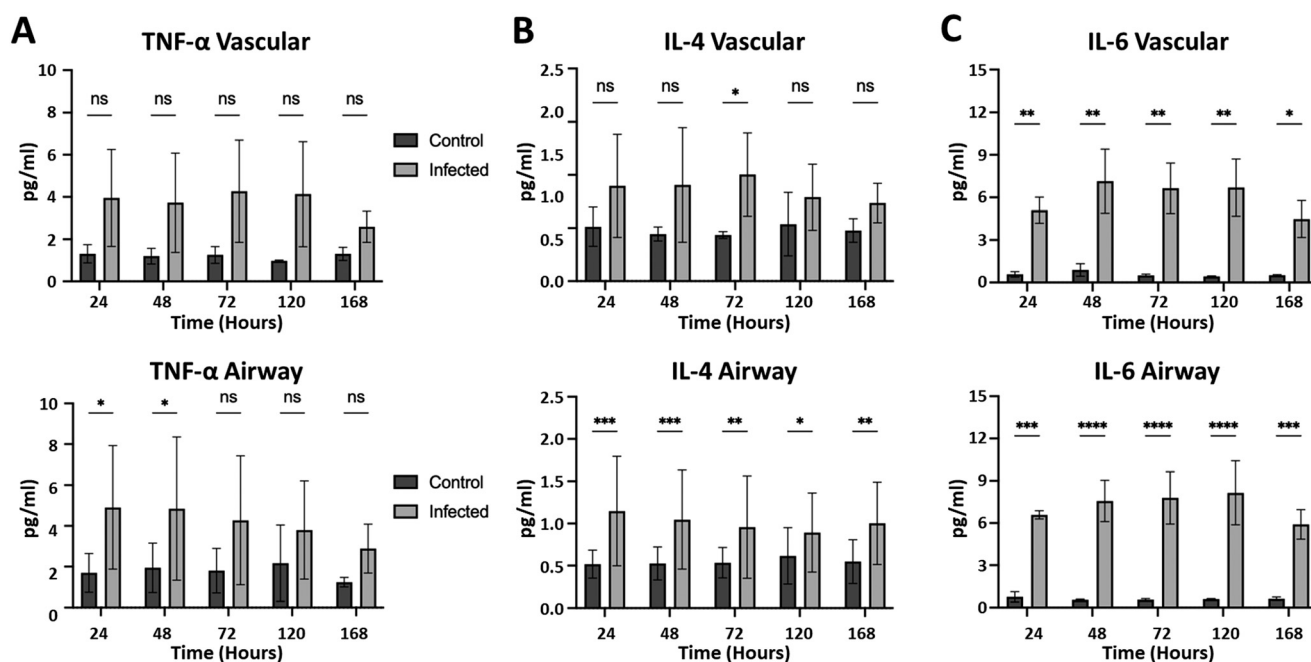 A
TNF-α Vascular
pg/ml
10
8
6
4
2
0
ns ns ns ns ns
24 48 72 120 168
Time (Hours)
Control
Infected
B
IL-4 Vascular
pg/ml
2.5
2.0
1.5
1.0
0.5
0.0
ns ns * ns ns
24 48 72 120 168
Time (Hours)
C
IL-6 Vascular
pg/ml
15
12
9
6
3
0
** ** ** ** *
24 48 72 120 168
Time (Hours)
TNF-α Airway
pg/ml
10
8
6
4
2
0
* * ns ns ns
24 48 72 120 168
Time (Hours)
Control
Infected
IL-4 Airway
pg/ml
2.5
2.0
1.5
1.0
0.5
0.0
*** *** ** * **
24 48 72 120 168
Time (Hours)
IL-6 Airway
pg/ml
15
12
9
6
3
0
*** **** **** **** ***
24 48 72 120 168
Time (Hours)